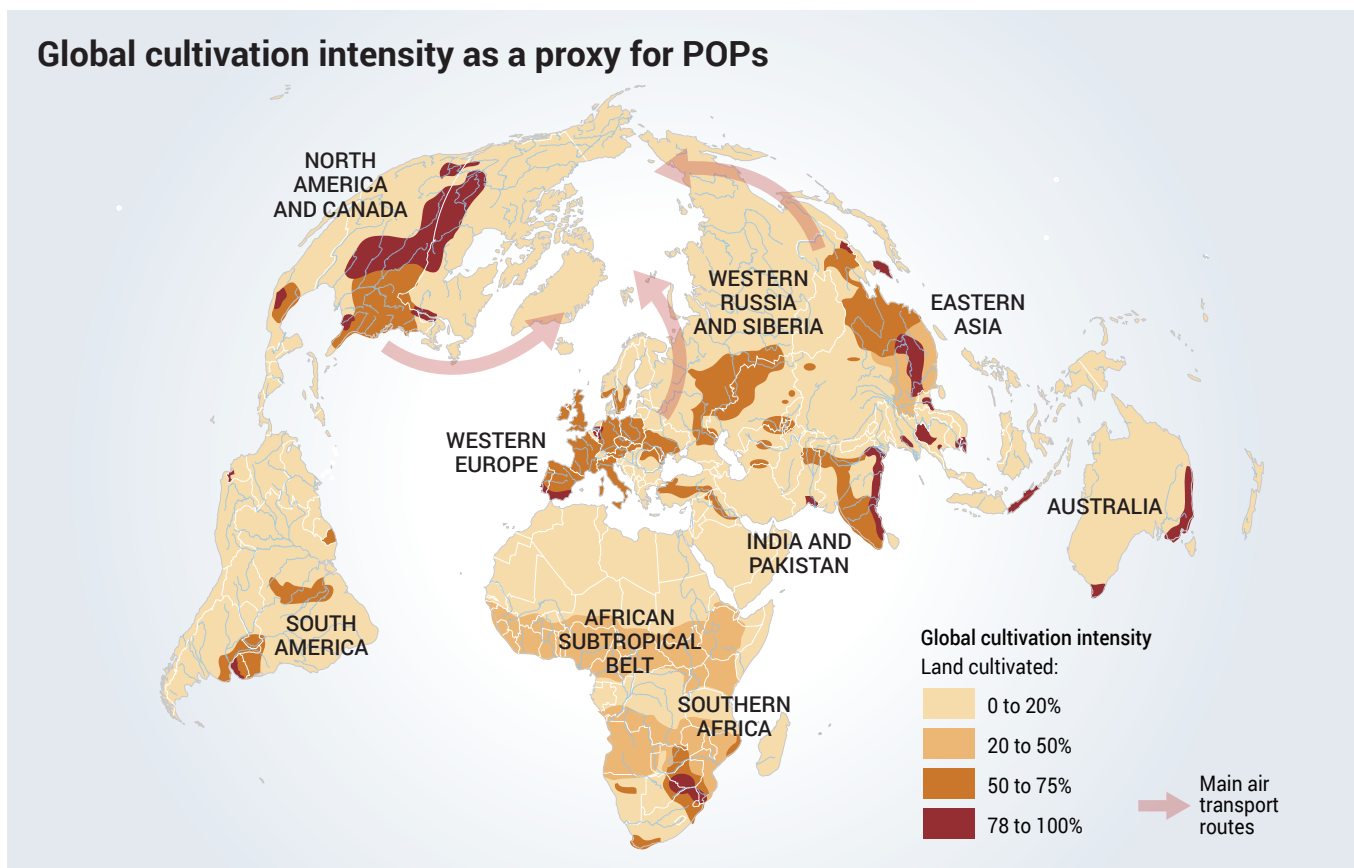 Global cultivation intensity as a proxy for POPs
NORTH
AMERICA
AND CANADA
WESTERN
RUSSIA
AND SIBERIA
EASTERN
ASIA
WESTERN
EUROPE
AUSTRALIA
INDIA AND
PAKISTAN
SOUTH
AMERICA
AFRICAN
SUBTROPICAL
BELT
SOUTHERN
AFRICA
Global cultivation intensity
Land cultivated:
0 to 20%
20 to 50%
50 to 75%
78 to 100%
Main air
transport
routes